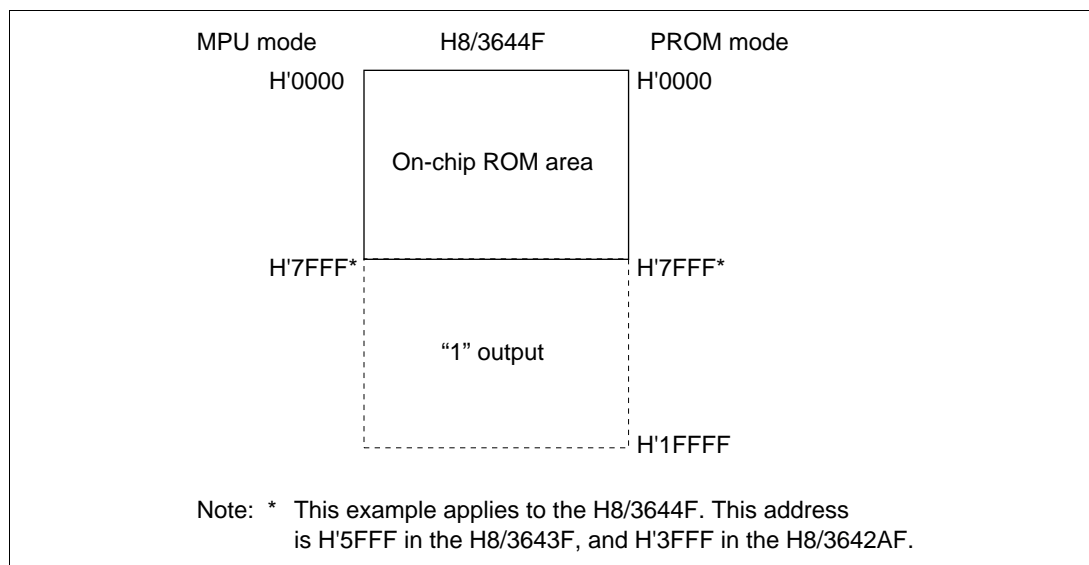 MPU mode H8/3644F PROM mode
H'0000 H'0000
On-chip ROM area
H'7FFF* H'7FFF*
“1” output
H'1FFFF
Note: * This example applies to the H8/3644F. This address
is H'5FFF in the H8/3643F, and H'3FFF in the H8/3642AF.